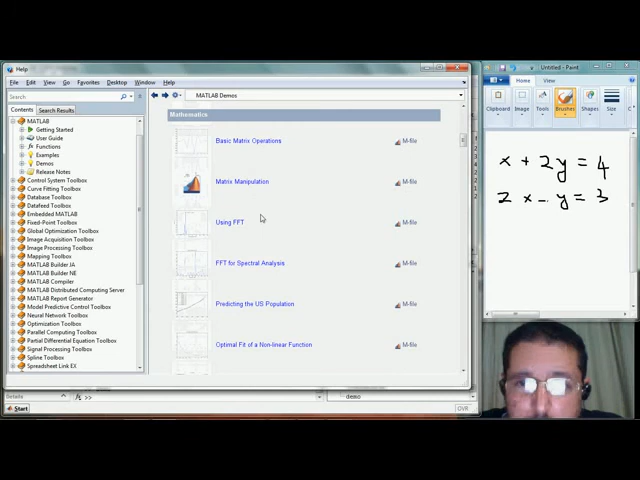 Help
Untitled - Paint
File Edit View Go Favorites Desktop Window Help
Home View
Search
MATLAB Demos
Contents Search Results
Clipboard Image Tools Brushes Shapes
Mathematics
MATLAB
Getting Started
User Guide
Functions
Examples
Demos
Release Notes
Control System Toolbox
Curve Fitting Toolbox
Database Toolbox
Datafeed Toolbox
Embedded MATLAB
Fixed-Point Toolbox
Global Optimization Toolbox
Image Acquisition Toolbox
Image Processing Toolbox
Mapping Toolbox
MATLAB Builder JA
MATLAB Builder NE
MATLAB Compiler
MATLAB Distributed Computing Server
MATLAB Report Generator
Model Predictive Control Toolbox
Neural Network Toolbox
Optimization Toolbox
Parallel Computing Toolbox
Partial Differential Equation Toolbox
Signal Processing Toolbox
Spline Toolbox
Spreadsheet Link EX
Basic Matrix Operations M-file
Matrix Manipulation M-file
Using FFT M-file
FFT for Spectral Analysis M-file
Predicting the US Population M-file
Optimal Fit of a Non-linear Function M-file
x + 2y = 4
2x - y = 3
Details
>>
demo
Start
OVR